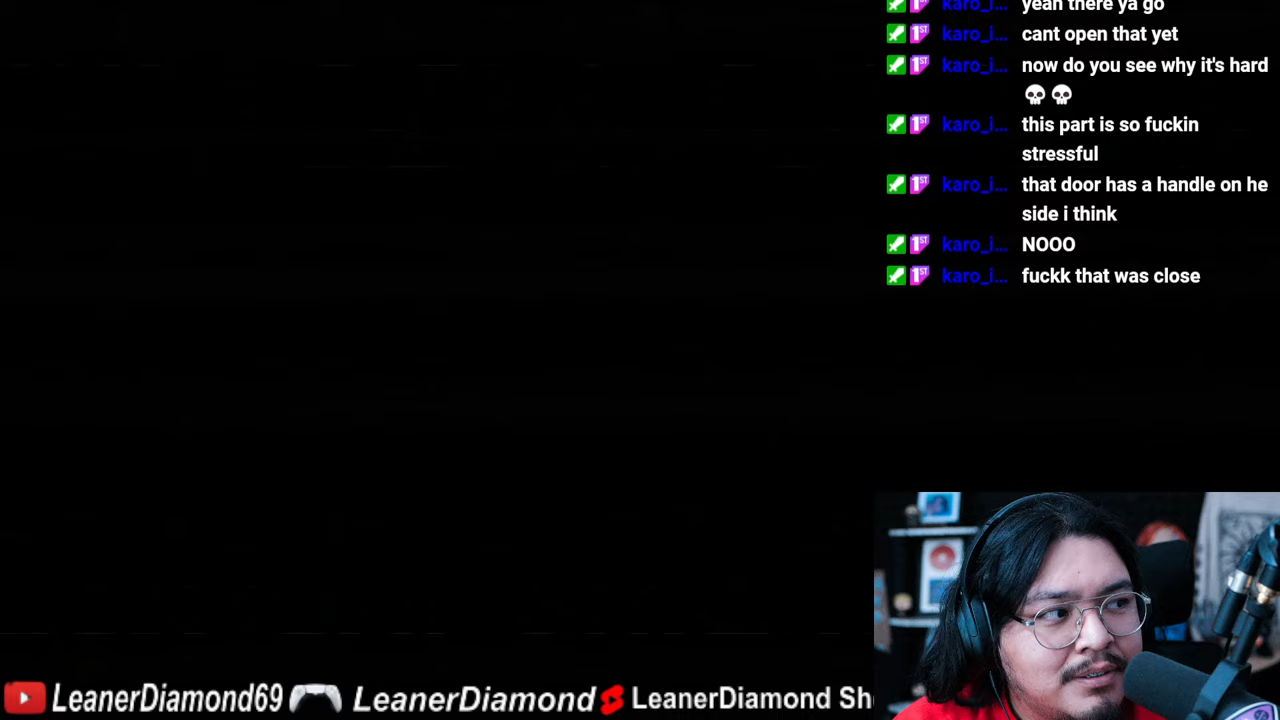 karo_i... yeah there ya go
karo_i... cant open that yet
karo_i... now do you see why it's hard
💀💀
karo_i... this part is so fuckin
stressful
karo_i... that door has a handle on he
side i think
karo_i... NOOO
karo_i... fuckk that was close
LeanerDiamond69 LeanerDiamond LeanerDiamond Sh